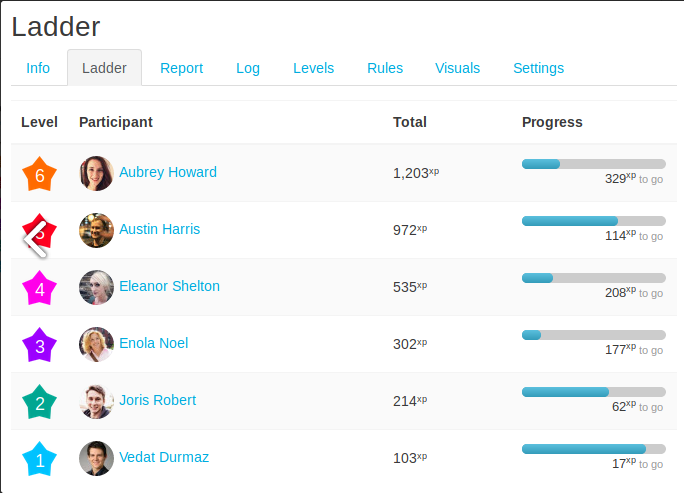 Ladder
Info Ladder Report Log Levels Rules Visuals Settings
Level Participant Total Progress
6 Aubrey Howard 1,203xp
329xp to go
5 Austin Harris 972xp
114xp to go
4 Eleanor Shelton 535xp
208xp to go
3 Enola Noel 302xp
177xp to go
2 Joris Robert 214xp
62xp to go
1 Vedat Durmaz 103xp
17xp to go